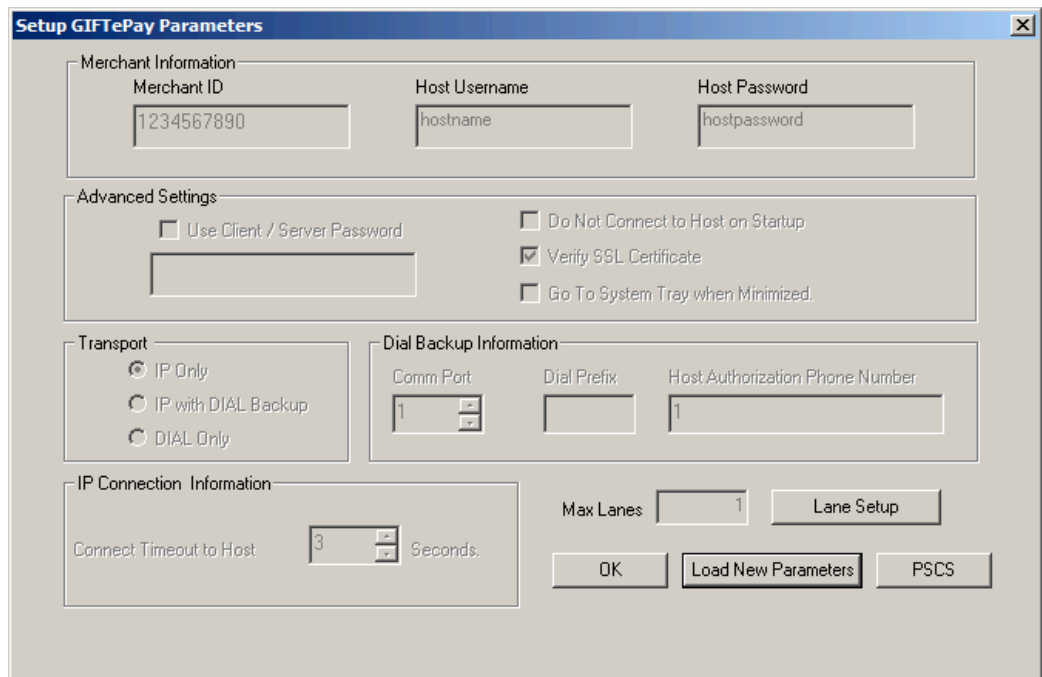 Setup GIFTePay Parameters
Merchant Information
Merchant ID
Host Username
Host Password
1234567890
hostname
hostpassword
Advanced Settings
Use Client / Server Password
Do Not Connect to Host on Startup
Verify SSL Certificate
Go To System Tray when Minimized.
Transport
IP Only
IP with DIAL Backup
DIAL Only
Dial Backup Information
Comm Port
Dial Prefix
Host Authorization Phone Number
1
1
IP Connection Information
Connect Timeout to Host 3 Seconds.
Max Lanes 1 Lane Setup
OK Load New Parameters PSCS